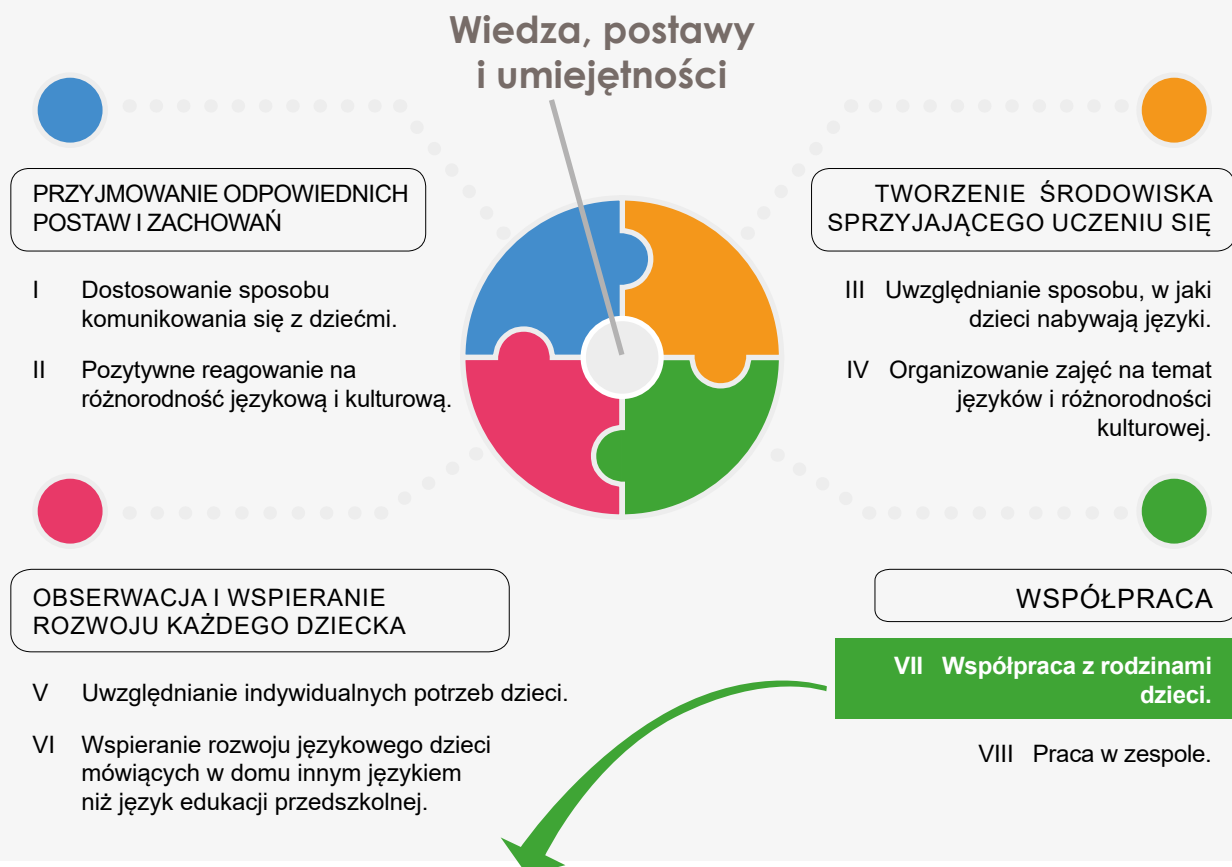 Wiedza, postawy
i umiejętności
PRZYJMOWANIE ODPOWIEDNICH
POSTAW I ZACHOWAŃ
I Dostosowanie sposobu
komunikowania się z dziećmi.
II Pozytywne reagowanie na
różnorodność językową i kulturową.
TWORZENIE ŚRODOWISKA
SPRZYJAJĄCEGO UCZENIU SIĘ
III Uwzględnianie sposobu, w jaki
dzieci nabywają języki.
IV Organizowanie zajęć na temat
języków i różnorodności
kulturowej.
OBSERWACJA I WSPIERANIE
ROZWOJU KAŻDEGO DZIECKA
V Uwzględnianie indywidualnych potrzeb dzieci.
VI Wspieranie rozwoju językowego dzieci
mówiących w domu innym językiem
niż język edukacji przedszkolnej.
WSPÓŁPRACA
VII Współpraca z rodzinami
dzieci.
VIII Praca w zespole.